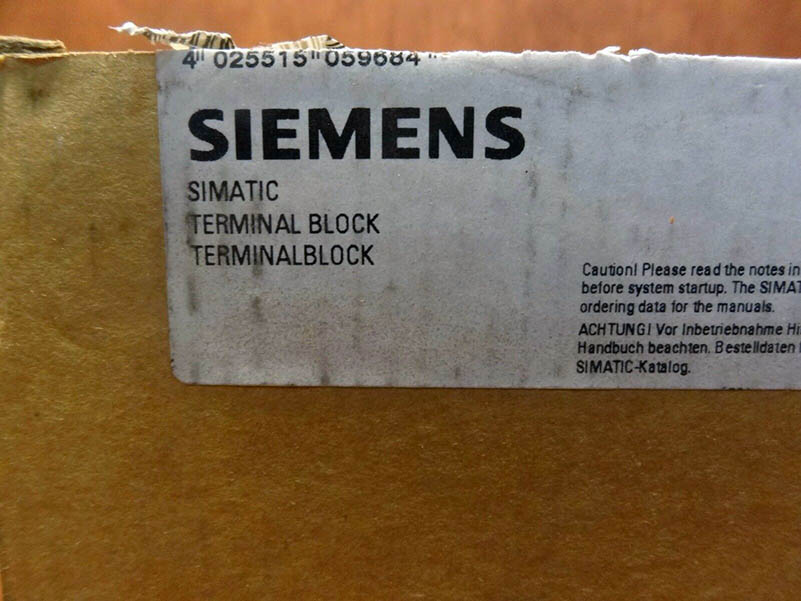 4 025515 059684
SIEMENS
SIMATIC
TERMINAL BLOCK
TERMINALBLOCK
Caution! Please read the notes in
before system startup. The SIMAT
ordering data for the manuals.
ACHTUNG! Vor Inbetriebnahme Hi
Handbuch beachten. Bestelldaten
SIMATIC-Katalog.